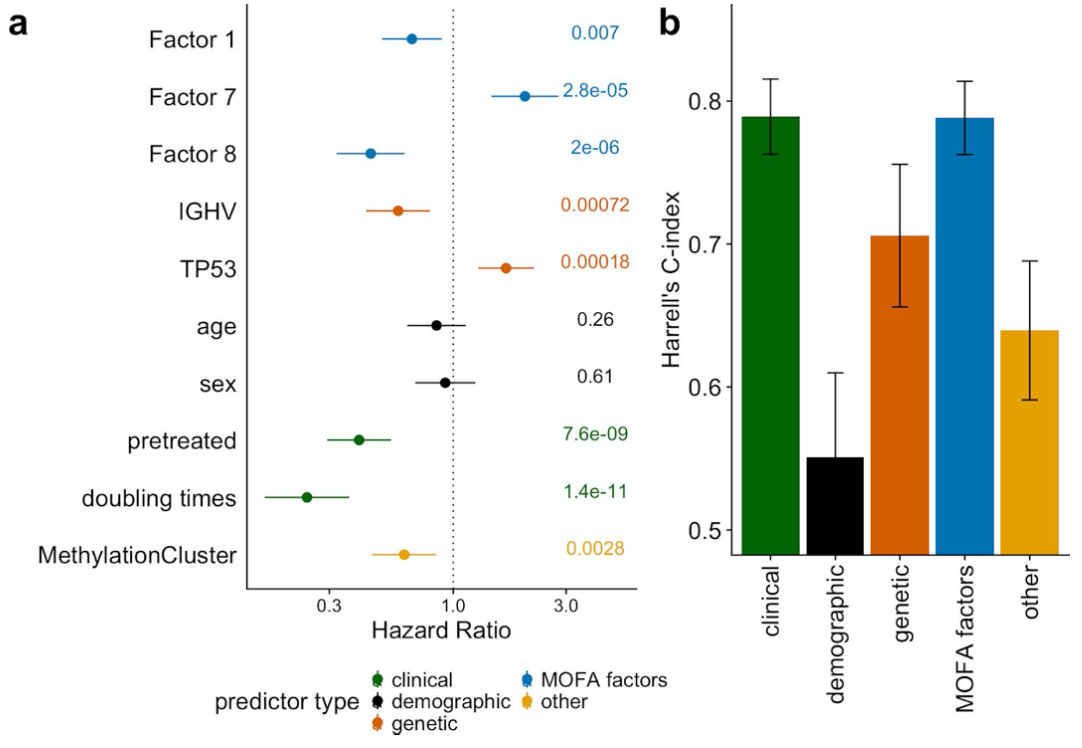 a
Factor 1 0.007
Factor 7 2.8e-05
Factor 8 2e-06
IGHV 0.00072
TP53 0.00018
age 0.26
sex 0.61
pretreated 7.6e-09
doubling times 1.4e-11
MethylationCluster 0.0028
0.3 1.0 3.0
Hazard Ratio
b
Harrell's C-index
0.8
0.7
0.6
0.5
clinical
demographic
genetic
MOFA factors
other
predictor type
clinical
demographic
genetic
MOFA factors
other